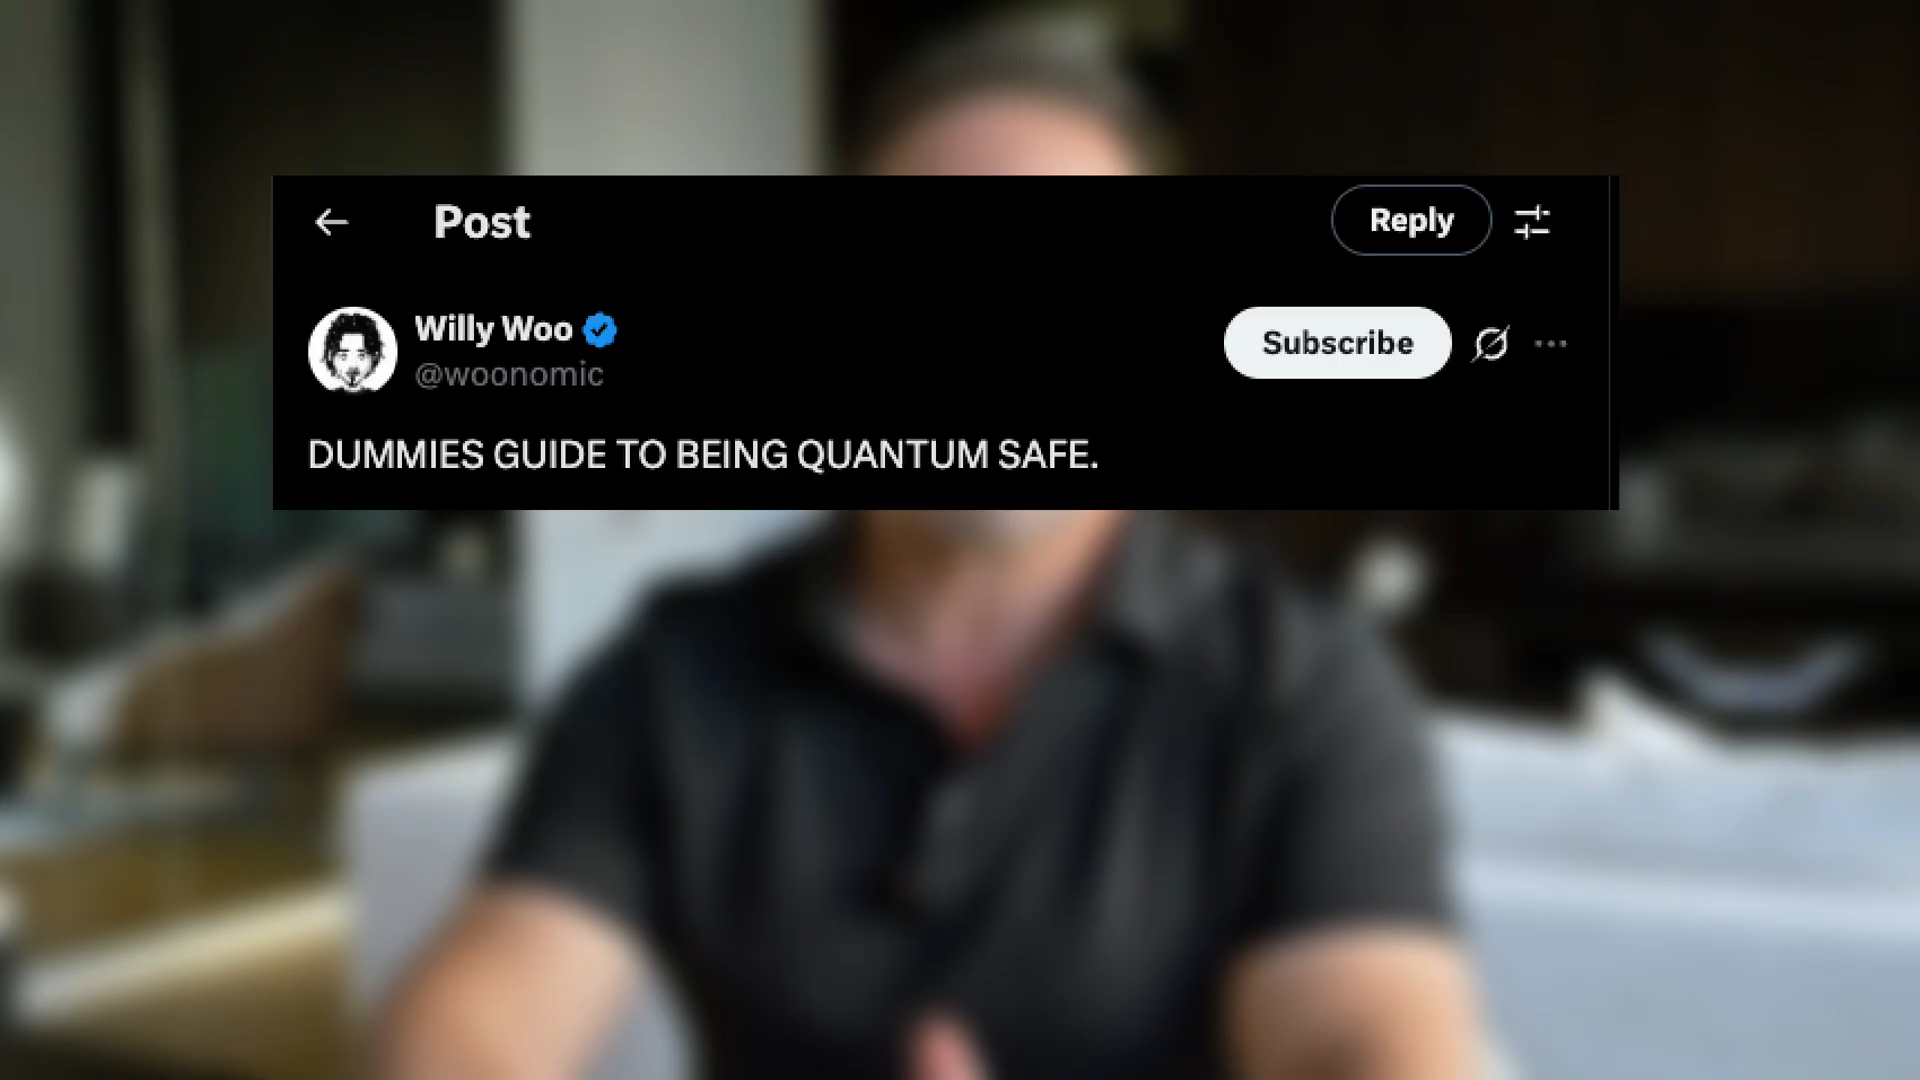 Post
Reply
Willy Woo
@woonomic
Subscribe
DUMMIES GUIDE TO BEING QUANTUM SAFE.